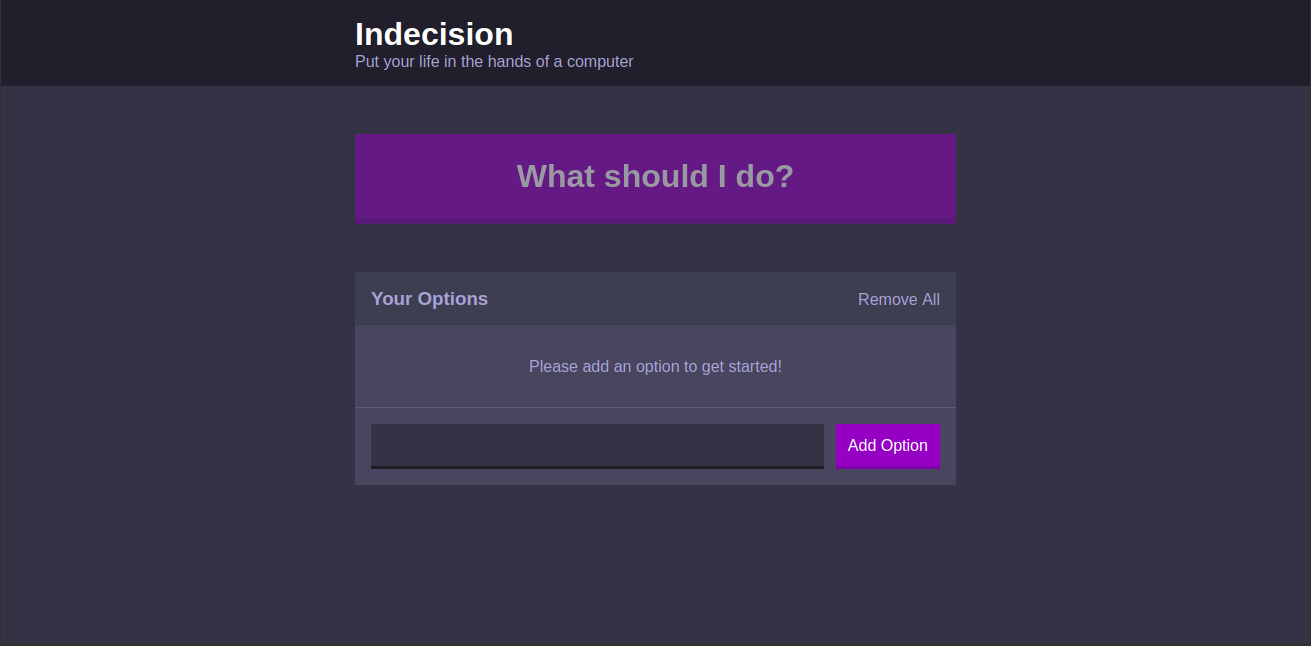 Indecision
Put your life in the hands of a computer
What should I do?
Your Options
Remove All
Please add an option to get started!
Add Option